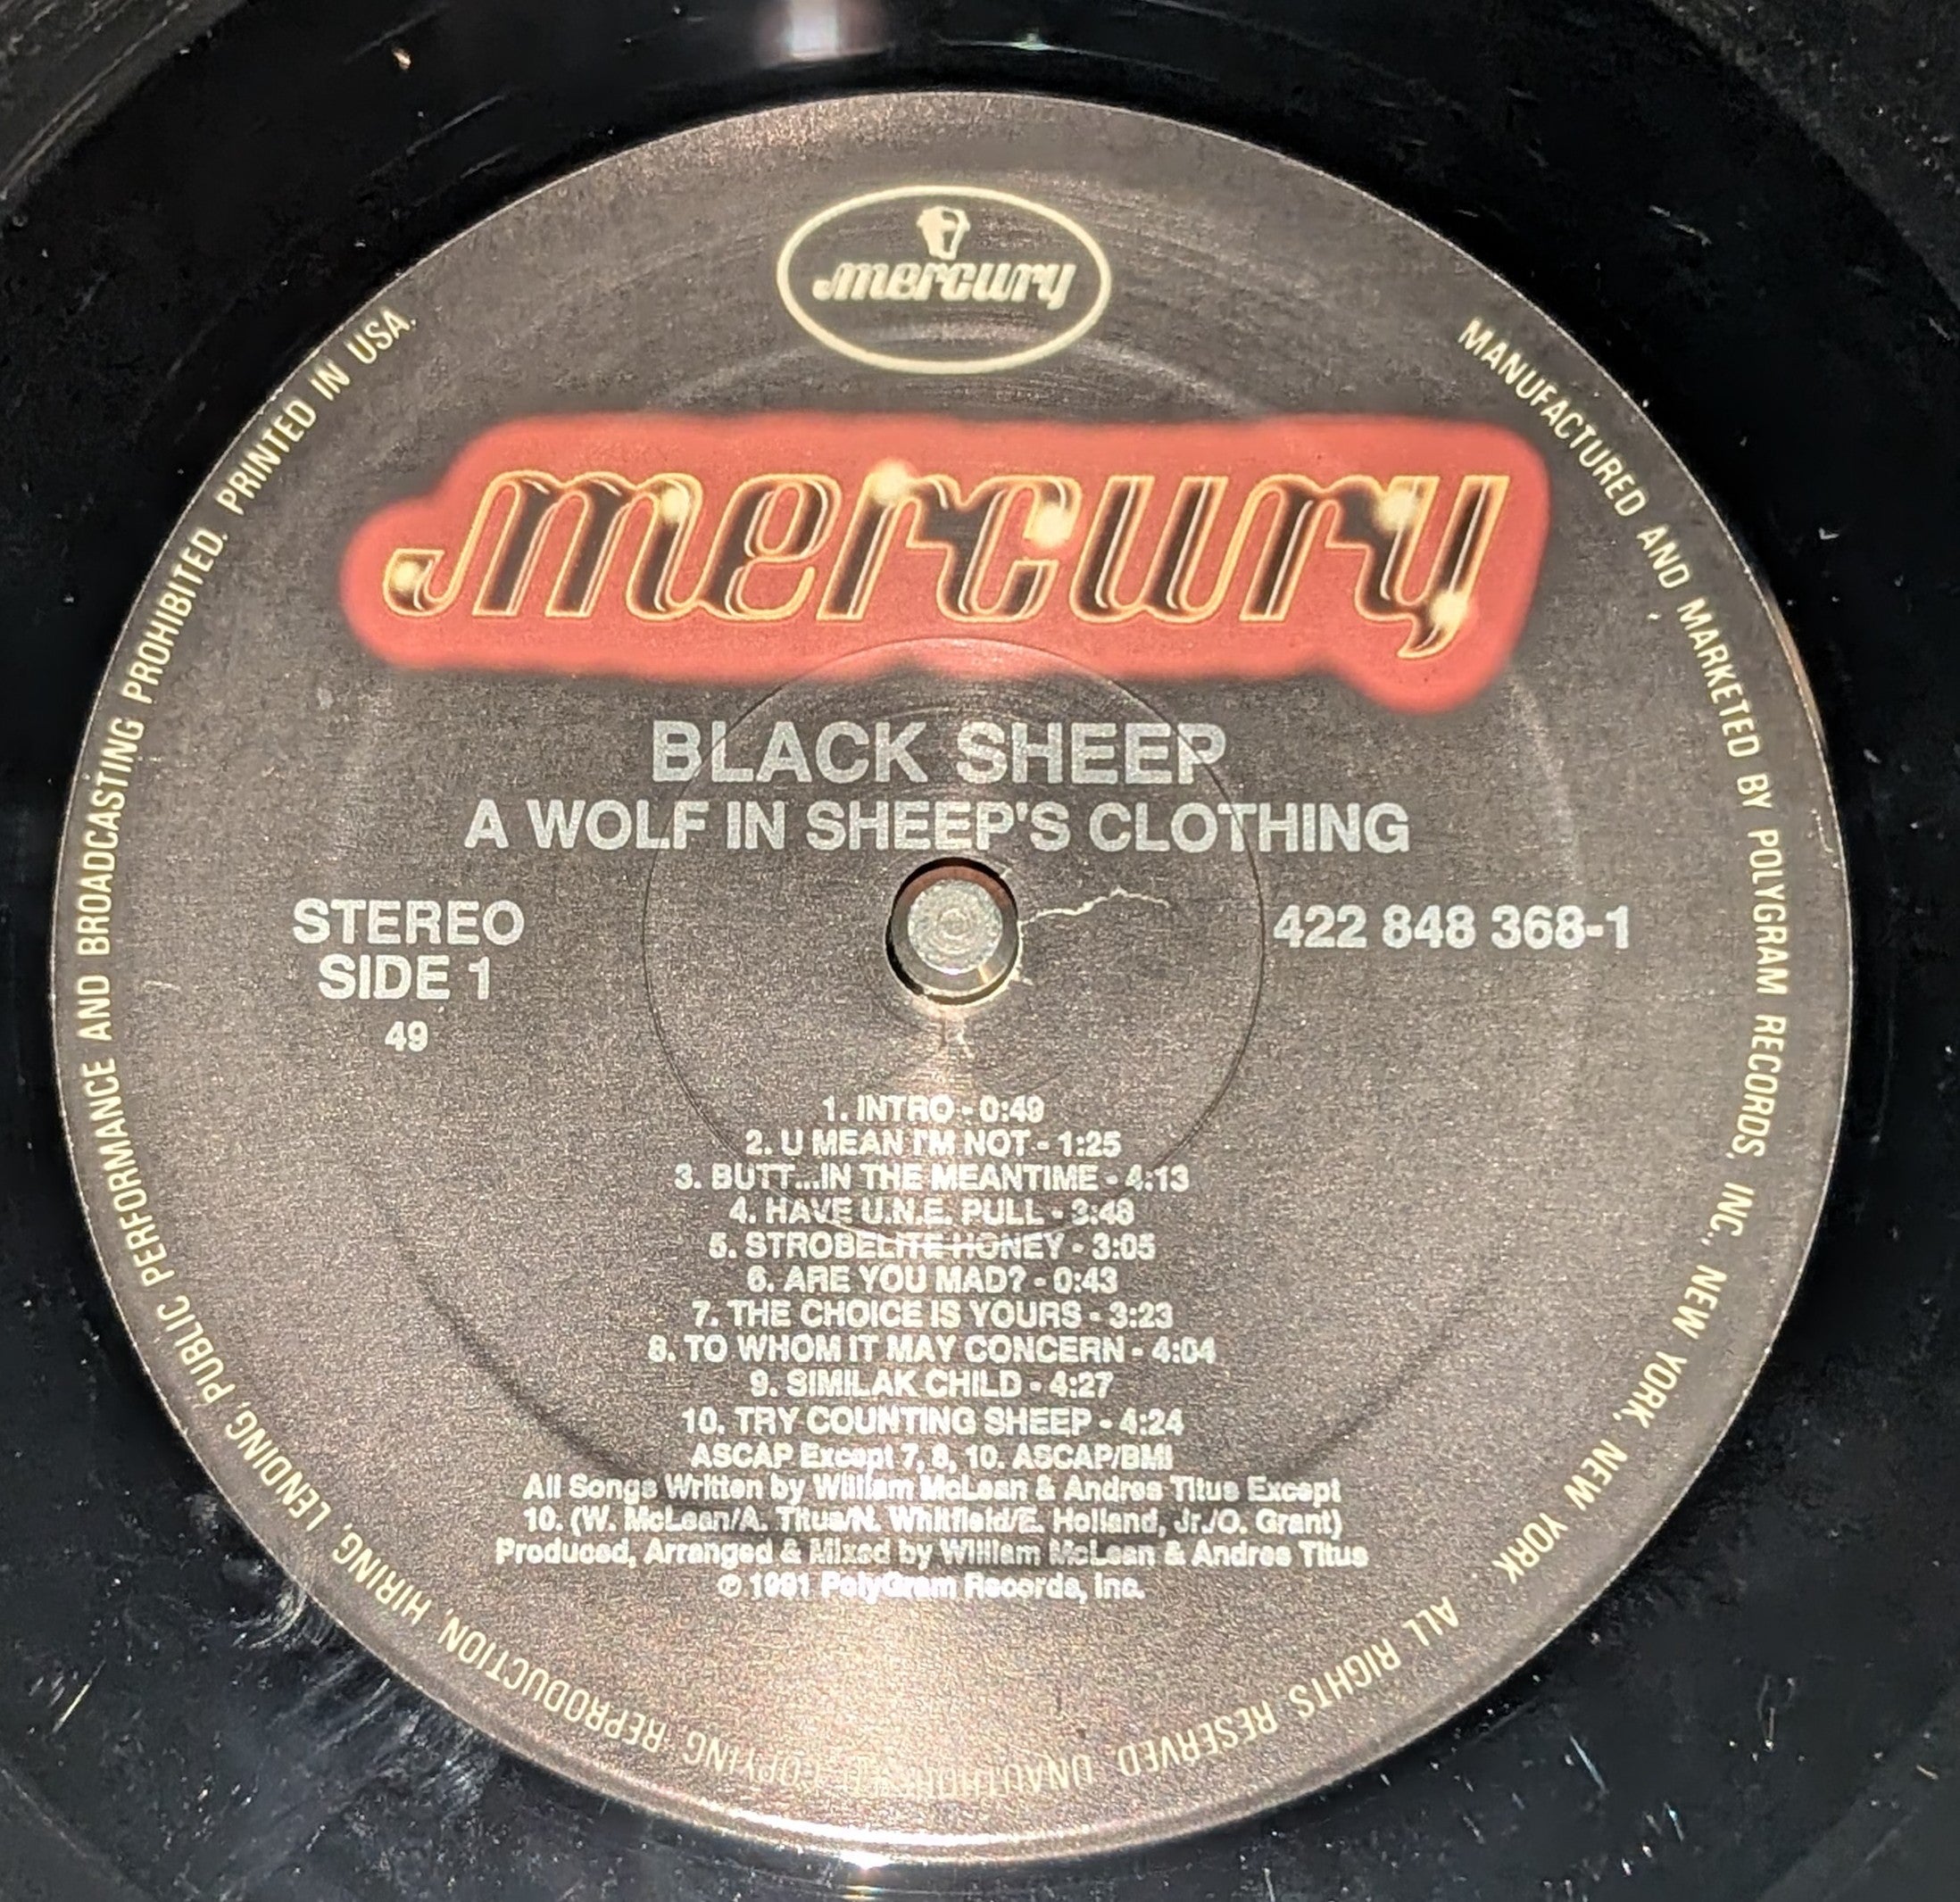 mercury
mercury
BLACK SHEEP
A WOLF IN SHEEP'S CLOTHING
STEREO
SIDE 1
49
422 848 368-1
1. INTRO - 0:49
2. U MEAN I'M NOT - 1:25
3. BUTT...IN THE MEANTIME - 4:13
4. HAVE U.N.E. PULL - 3:48
5. STROBELITE HONEY - 3:05
6. ARE YOU MAD? - 0:43
7. THE CHOICE IS YOURS - 3:23
8. TO WHOM IT MAY CONCERN - 4:04
9. SIMILAK CHILD - 4:27
10. TRY COUNTING SHEEP - 4:24
ASCAP Except 7, 8, 10. ASCAP/BMI
All Songs Written by William McLean & Andres Titus Except
10. (W. McLean/A. Titus/N. Whitfield/E. Holland, Jr./O. Grant)
Produced, Arranged & Mixed by William McLean & Andres Titus
℗ 1991 PolyGram Records, Inc.
MANUFACTURED AND MARKETED BY POLYGRAM RECORDS, INC., NEW YORK, NEW YORK
ALL RIGHTS RESERVED. UNAUTHORIZED COPYING, REPRODUCTION, HIRING, LENDING, PUBLIC PERFORMANCE AND BROADCASTING PROHIBITED. PRINTED IN USA.